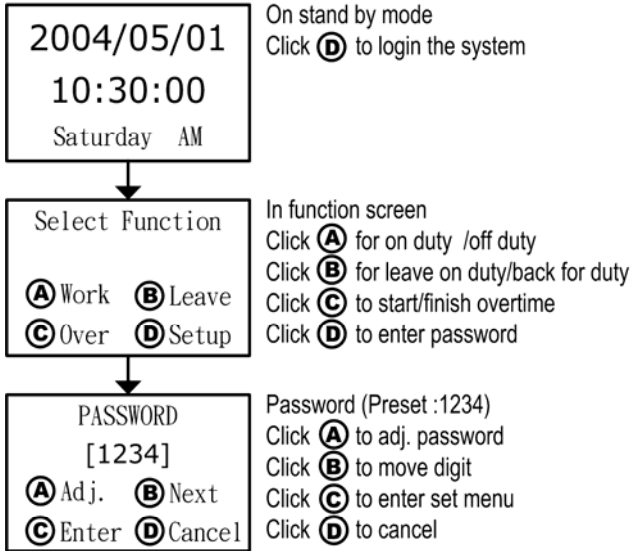 2004/05/01
10:30:00
Saturday AM
On stand by mode
Click D to login the system
Select Function
A Work B Leave
C Over D Setup
In function screen
Click A for on duty /off duty
Click B for leave on duty/back for duty
Click C to start/finish overtime
Click D to enter password
PASSWORD
[1234]
A Adj. B Next
C Enter D Cancel
Password (Preset :1234)
Click A to adj. password
Click B to move digit
Click C to enter set menu
Click D to cancel